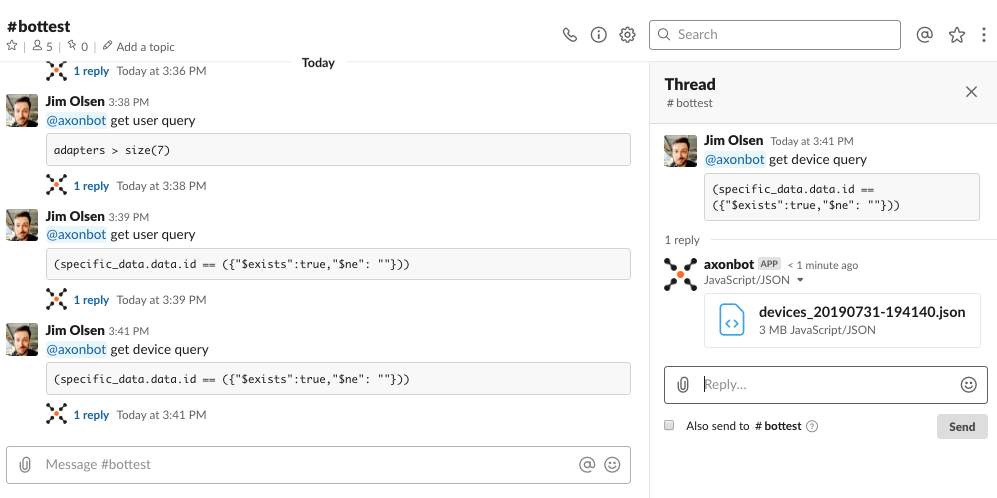 #bottest
5 | 0 | Add a topic
Search
Today
1 reply Today at 3:36 PM
Jim Olsen 3:38 PM
@axonbot get user query
adapters > size(7)
1 reply Today at 3:38 PM
Jim Olsen 3:39 PM
@axonbot get user query
(specific_data.data.id == ({"$exists":true,"$ne": ""}))
1 reply Today at 3:39 PM
Jim Olsen 3:41 PM
@axonbot get device query
(specific_data.data.id == ({"$exists":true,"$ne": ""}))
1 reply Today at 3:41 PM
Message #bottest
Thread
# bottest
Jim Olsen Today at 3:41 PM
@axonbot get device query
(specific_data.data.id ==
({"$exists":true,"$ne": ""}))
1 reply
axonbot APP < 1 minute ago
JavaScript/JSON
devices_20190731-194140.json
3 MB JavaScript/JSON
Reply...
Also send to # bottest ?
Send